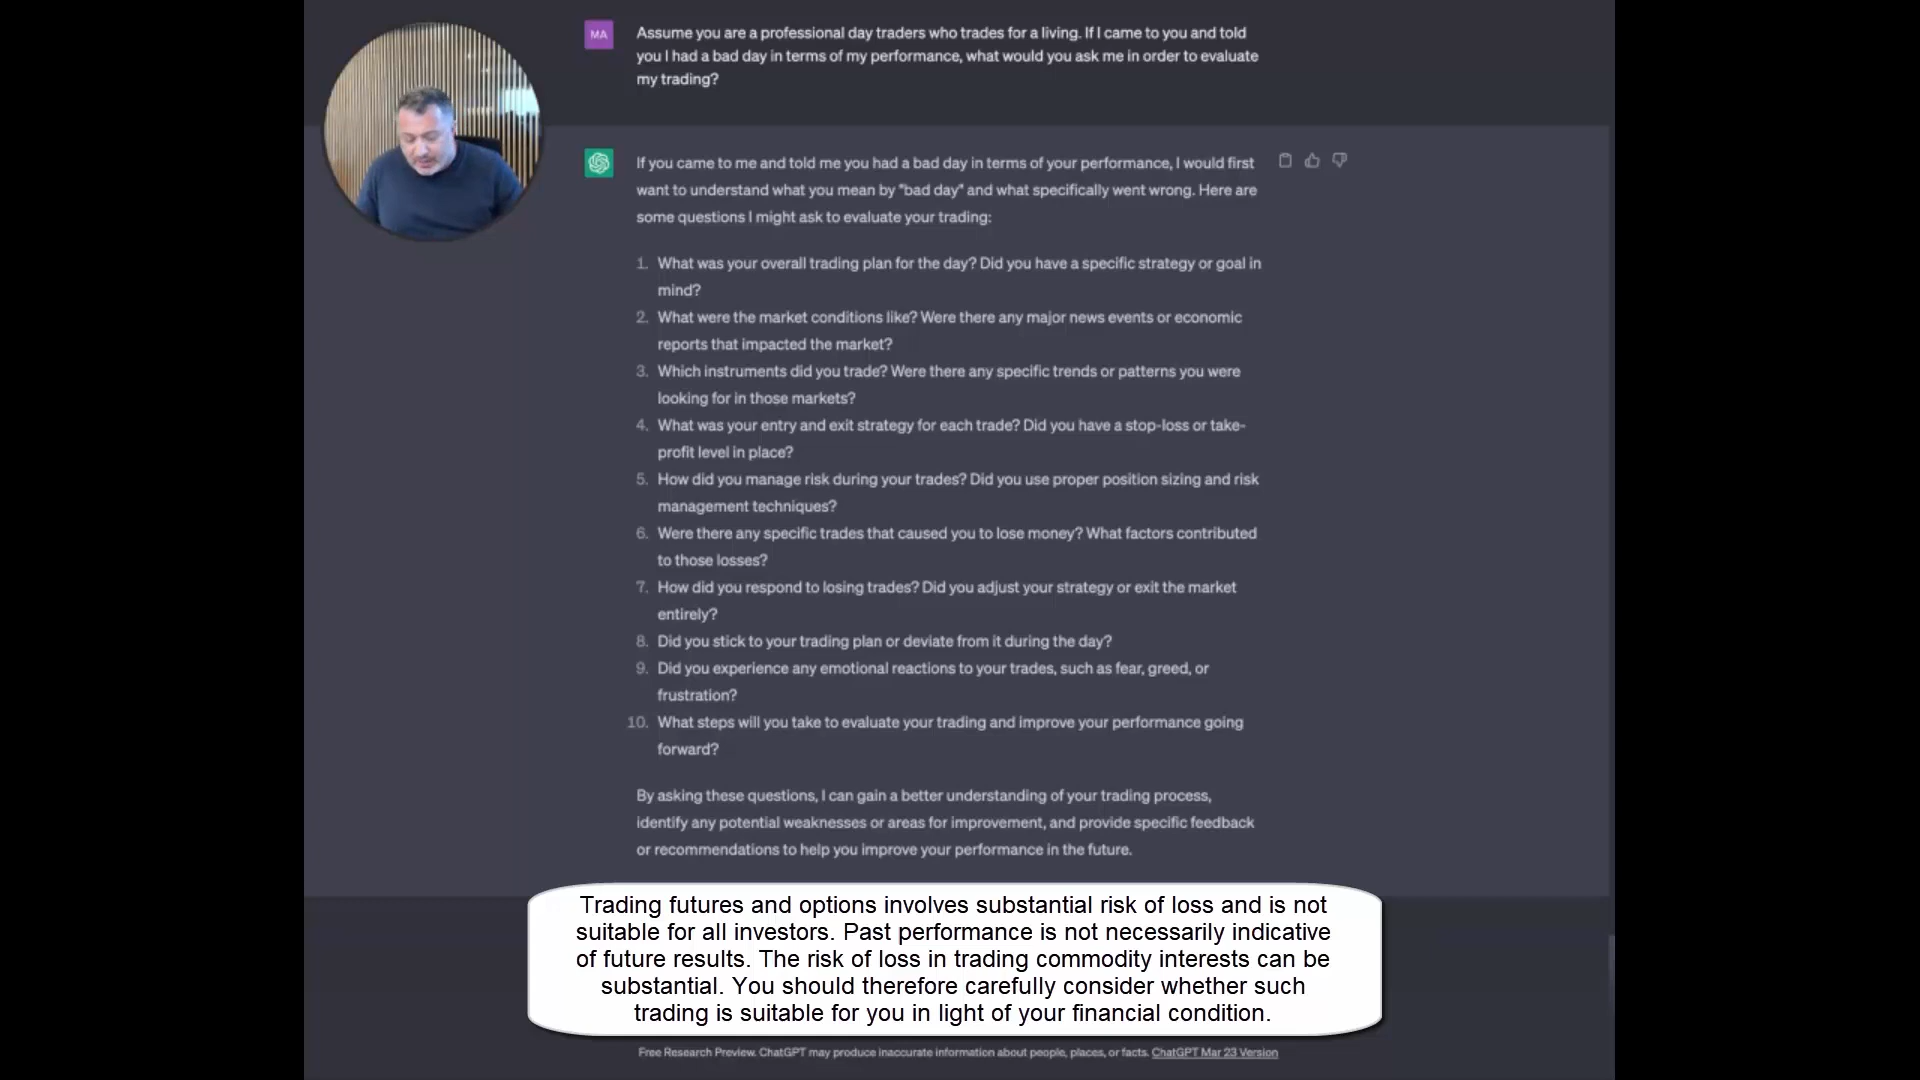 MA
Assume you are a professional day traders who trades for a living. If I came to you and told
you I had a bad day in terms of my performance, what would you ask me in order to evaluate
my trading?
If you came to me and told me you had a bad day in terms of your performance, I would first
want to understand what you mean by "bad day" and what specifically went wrong. Here are
some questions I might ask to evaluate your trading:
1. What was your overall trading plan for the day? Did you have a specific strategy or goal in
mind?
2. What were the market conditions like? Were there any major news events or economic
reports that impacted the market?
3. Which instruments did you trade? Were there any specific trends or patterns you were
looking for in those markets?
4. What was your entry and exit strategy for each trade? Did you have a stop-loss or take-
profit level in place?
5. How did you manage risk during your trades? Did you use proper position sizing and risk
management techniques?
6. Were there any specific trades that caused you to lose money? What factors contributed
to those losses?
7. How did you respond to losing trades? Did you adjust your strategy or exit the market
entirely?
8. Did you stick to your trading plan or deviate from it during the day?
9. Did you experience any emotional reactions to your trades, such as fear, greed, or
frustration?
10. What steps will you take to evaluate your trading and improve your performance going
forward?
By asking these questions, I can gain a better understanding of your trading process,
identify any potential weaknesses or areas for improvement, and provide specific feedback
or recommendations to help you improve your performance in the future.
Trading futures and options involves substantial risk of loss and is not
suitable for all investors. Past performance is not necessarily indicative
of future results. The risk of loss in trading commodity interests can be
substantial. You should therefore carefully consider whether such
trading is suitable for you in light of your financial condition.
Free Research Preview. ChatGPT may produce inaccurate information about people, places, or facts. ChatGPT Mar 23 Version